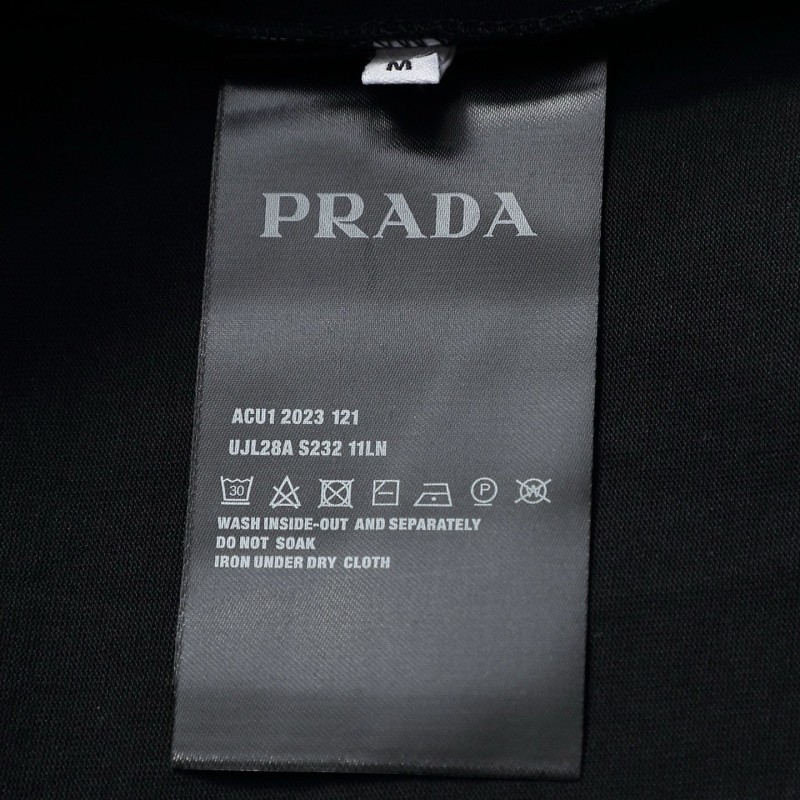 M
PRADA
ACU1 2023 121
UJL28A S232 11LN
30 P W
WASH INSIDE-OUT AND SEPARATELY
DO NOT SOAK
IRON UNDER DRY CLOTH